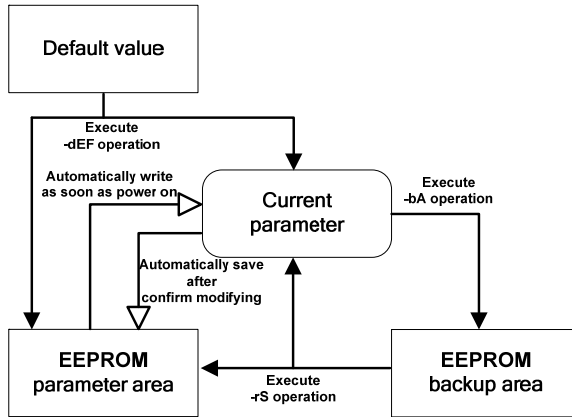 Default value
Execute
-dEF operation
Automatically write
as soon as power on
Current
parameter
Execute
-bA operation
Automatically save
after
confirm modifying
EEPROM
parameter area
Execute
-rS operation
EEPROM
backup area